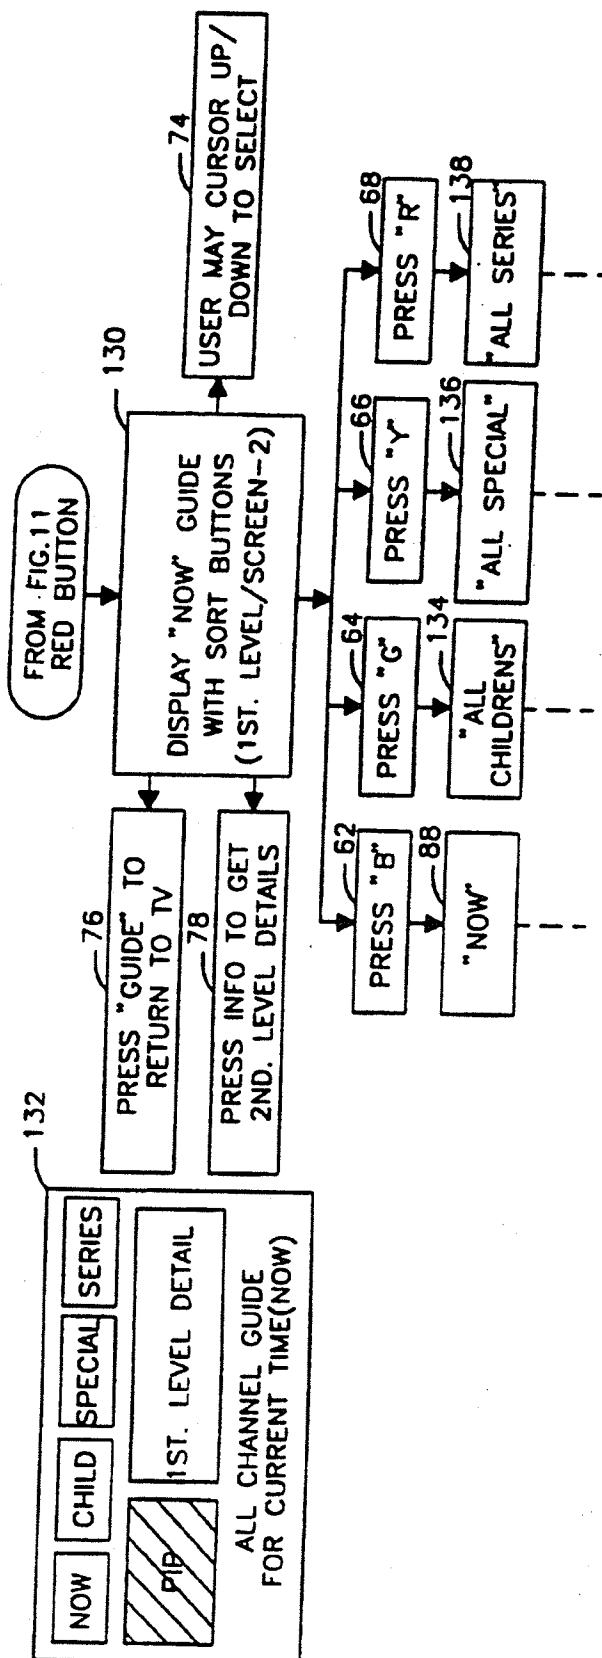 FROM FIG.11
RED BUTTON
130
DISPLAY "NOW" GUIDE
WITH SORT BUTTONS
(1ST. LEVEL/SCREEN-2)
74
USER MAY CURSOR UP/
DOWN TO SELECT
76
PRESS "GUIDE" TO
RETURN TO TV
78
PRESS INFO TO GET
2ND. LEVEL DETAILS
132
NOW
CHILD
SPECIAL
SERIES
PIP
1ST. LEVEL DETAIL
ALL CHANNEL GUIDE
FOR CURRENT TIME(NOW)
62
PRESS "B"
88
"NOW"
64
PRESS "G"
134
"ALL
CHILDRENS"
66
PRESS "Y"
136
"ALL SPECIAL"
68
PRESS "R"
138
"ALL SERIES"